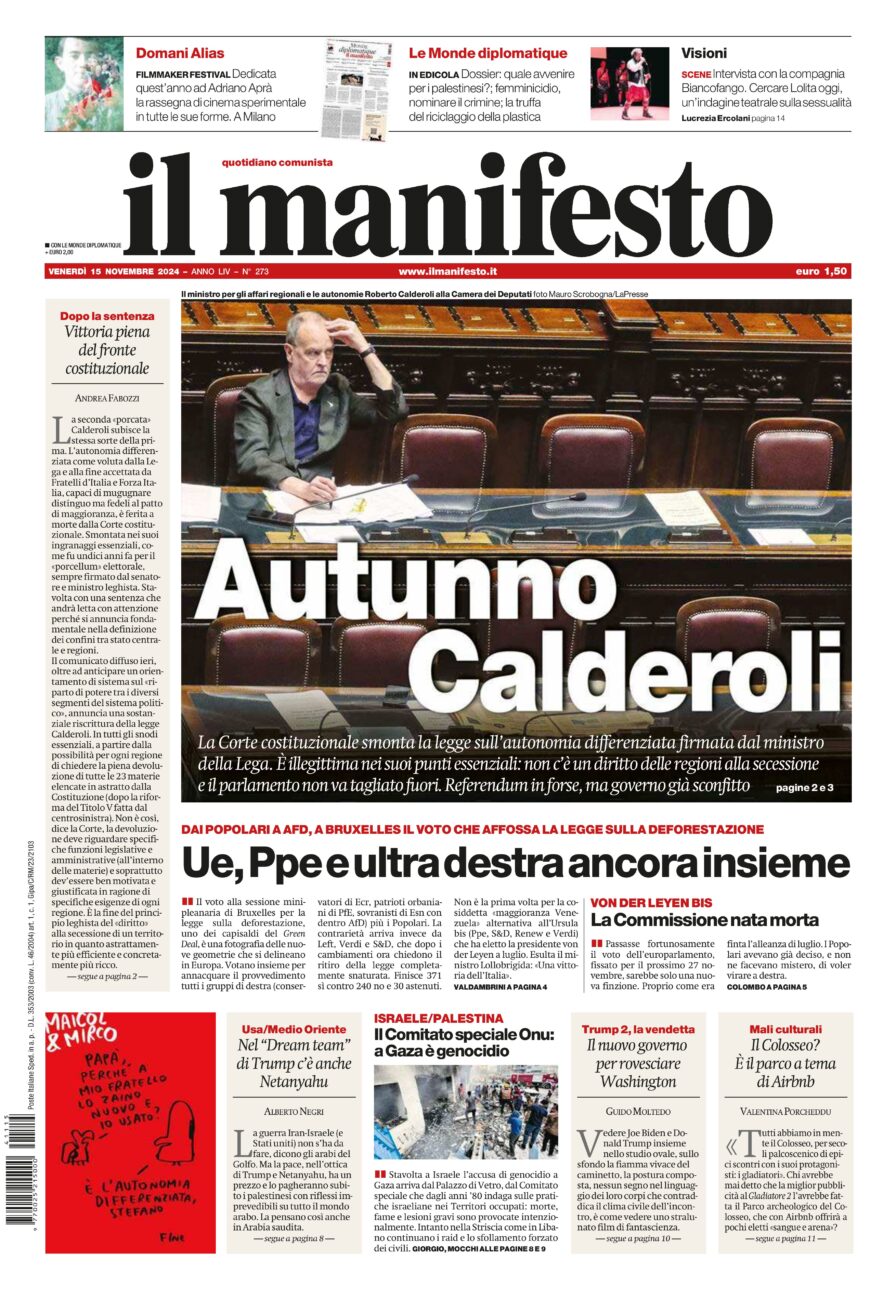 Domani Alias
FILMMAKER FESTIVAL Dedicata
quest'anno ad Adriano Aprà
la rassegna di cinema sperimentale
in tutte le sue forme. A Milano
Le Monde diplomatique
IN EDICOLA Dossier: quale avvenire
per i palestinesi?; femminicidio,
nominare il crimine; la truffa
del riciclaggio della plastica
Visioni
SCENE Intervista con la compagnia
Biancofango. Cercare Lolita oggi,
un'indagine teatrale sulla sessualità
Lucrezia Ercolani pagina 14
quotidiano comunista
il manifesto
■ CON LE MONDE DIPLOMATIQUE
+ EURO 2,00
VENERDÌ 15 NOVEMBRE 2024 – ANNO LIV – N° 273
www.ilmanifesto.it
euro 1,50
Il ministro per gli affari regionali e le autonomie Roberto Calderoli alla Camera dei Deputati foto Mauro Scrobogna/LaPresse
Dopo la sentenza
Vittoria piena
del fronte
costituzionale
ANDREA FABOZZI
La seconda «porcata»
Calderoli subisce la
stessa sorte della pri-
ma. L'autonomia differen-
ziata come voluta dalla Le-
ga e alla fine accettata da
Fratelli d'Italia e Forza Ita-
lia, capaci di mugugnare
distinguo ma fedeli al patto
di maggioranza, è ferita a
morte dalla Corte costitu-
zionale. Smontata nei suoi
ingranaggi essenziali, co-
me fu undici anni fa per il
«porcellum» elettorale,
sempre firmato dal senato-
re e ministro leghista. Sta-
volta con una sentenza che
andrà letta con attenzione
perché si annuncia fonda-
mentale nella definizione
dei confini tra stato centra-
le e regioni.
Il comunicato diffuso ieri,
oltre ad anticipare un orien-
tamento di sistema sul «ri-
parto di potere tra i diversi
segmenti del sistema politi-
co», annuncia una sostan-
ziale riscrittura della legge
Calderoli. In tutti gli snodi
essenziali, a partire dalla
possibilità per ogni regione
di chiedere la piena devolu-
zione di tutte le 23 materie
elencate in astratto dalla
Costituzione (dopo la rifor-
ma del Titolo V fatta dal
centrosinistra). Non è così,
dice la Corte, la devoluzio-
ne deve riguardare specifi-
che funzioni legislative e
amministrative (all'interno
delle materie) e soprattutto
dev'essere ben motivata e
giustificata in ragione di
specifiche esigenze di ogni
regione. È la fine del princi-
pio leghista del «diritto»
alla secessione di un territo-
rio in quanto astrattamen-
te più efficiente e concreta-
mente più ricco.
— segue a pagina 2 —
Autunno
Calderoli
La Corte costituzionale smonta la legge sull'autonomia differenziata firmata dal ministro
della Lega. È illegittima nei suoi punti essenziali: non c'è un diritto delle regioni alla secessione
e il parlamento non va tagliato fuori. Referendum in forse, ma governo già sconfitto pagine 2 e 3
DAI POPOLARI A AFD, A BRUXELLES IL VOTO CHE AFFOSSA LA LEGGE SULLA DEFORESTAZIONE
Ue, Ppe e ultradestra ancora insieme
Il voto alla sessione mini-
plenaria di Bruxelles per la
legge sulla deforestazione,
uno dei capisaldi del Green
Deal, è una fotografia delle nuo-
ve geometrie che si delineano
in Europa. Votano insieme per
annacquare il provvedimento
tutti i gruppi di destra (conser-
vatori di Ecr, patrioti orbania-
ni di PfE, sovranisti di Esn con
dentro AfD) più i Popolari. La
contrarietà arriva invece da
Left, Verdi e S&D, che dopo i
cambiamenti ora chiedono il
ritiro della legge completa-
mente snaturata. Finisce 371
sì contro 240 no e 30 astenuti.
Non è la prima volta per la co-
siddetta «maggioranza Vene-
zuela» alternativa all'Ursula
bis (Ppe, S&D, Renew e Verdi)
che ha eletto la presidente von
der Leyen a luglio. Esulta il mi-
nistro Lollobrigida: «Una vitto-
ria dell'Italia».
VALDAMBRINI A PAGINA 4
VON DER LEYEN BIS
La Commissione nata morta
Passasse fortunosamente
il voto dell'europarlamento,
fissato per il prossimo 27 no-
vembre, sarebbe solo una nuo-
va finzione. Proprio come era
finta l'alleanza di luglio. I Popo-
lari avevano già deciso, e non
ne facevano mistero, di voler
virare a destra.
COLOMBO A PAGINA 5
MAICOL
& MIRCO
PAPÀ,
PERCHÉ A
MIO FRATELLO
LO ZAINO
NUOVO E
IO USATO?
È L'AUTONOMIA
DIFFERENZIATA,
STEFANO
FINE
Usa/Medio Oriente
Nel "Dream team"
di Trump c'è anche
Netanyahu
ALBERTO NEGRI
La guerra Iran-Israele (e
Stati uniti) non s'ha da
fare, dicono gli arabi del
Golfo. Ma la pace, nell'ottica
di Trump e Netanyahu, ha un
prezzo e lo pagheranno subi-
to i palestinesi con riflessi im-
prevedibili su tutto il mondo
arabo. La pensano così anche
in Arabia saudita.
— segue a pagina 8 —
ISRAELE/PALESTINA
Il Comitato speciale Onu:
a Gaza è genocidio
Stavolta a Israele l'accusa di genocidio a
Gaza arriva dal Palazzo di Vetro, dal Comitato
speciale che dagli anni '80 indaga sulle prati-
che israeliane nei Territori occupati: morte,
fame e lesioni gravi sono provocate intenzio-
nalmente. Intanto nella Striscia come in Liba-
no continuano i raid e lo sfollamento forzato
dei civili. GIORGIO, MOCCHI ALLE PAGINE 8 E 9
Trump 2, la vendetta
Il nuovo governo
per rovesciare
Washington
GUIDO MOLTEDO
Vedere Joe Biden e Do-
nald Trump insieme
nello studio ovale, sullo
sfondo la fiamma vivace del
caminetto, la postura compo-
sta, nessun segno nel linguag-
gio dei loro corpi che contrad-
dica il clima civile dell'incon-
tro, è come vedere uno stralu-
nato film di fantascienza.
— segue a pagina 10 —
Mali culturali
Il Colosseo?
È il parco a tema
di Airbnb
VALENTINA PORCHEDDU
«Tutti abbiamo in men-
te il Colosseo, per seco-
li palcoscenico di epi-
ci scontri con i suoi protagoni-
sti: i gladiatori». Chi avrebbe
mai detto che la miglior pubbli-
cità al Gladiatore 2 l'avrebbe fat-
ta il Parco archeologico del Co-
losseo, che con Airbnb offrirà a
pochi eletti «sangue e arena»?
— segue a pagina 11 —
Poste Italiane Sped. in a. p. - D.L. 353/2003 (conv. L. 46/2004) art. 1, c. 1, Gipa/C/RM/23/2103
41115
9 770025 215000